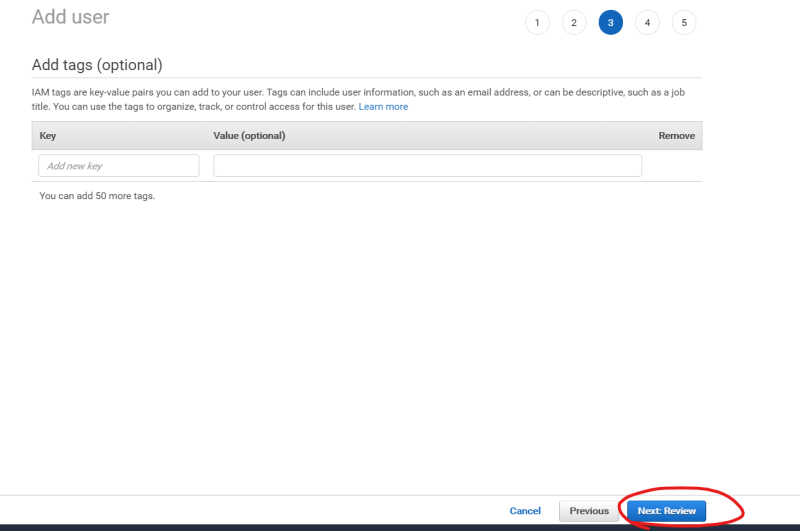 Add user
1 2 3 4 5
Add tags (optional)
IAM tags are key-value pairs you can add to your user. Tags can include user information, such as an email address, or can be descriptive, such as a job
title. You can use the tags to organize, track, or control access for this user. Learn more
Key Value (optional) Remove
Add new key
You can add 50 more tags.
Cancel Previous Next: Review